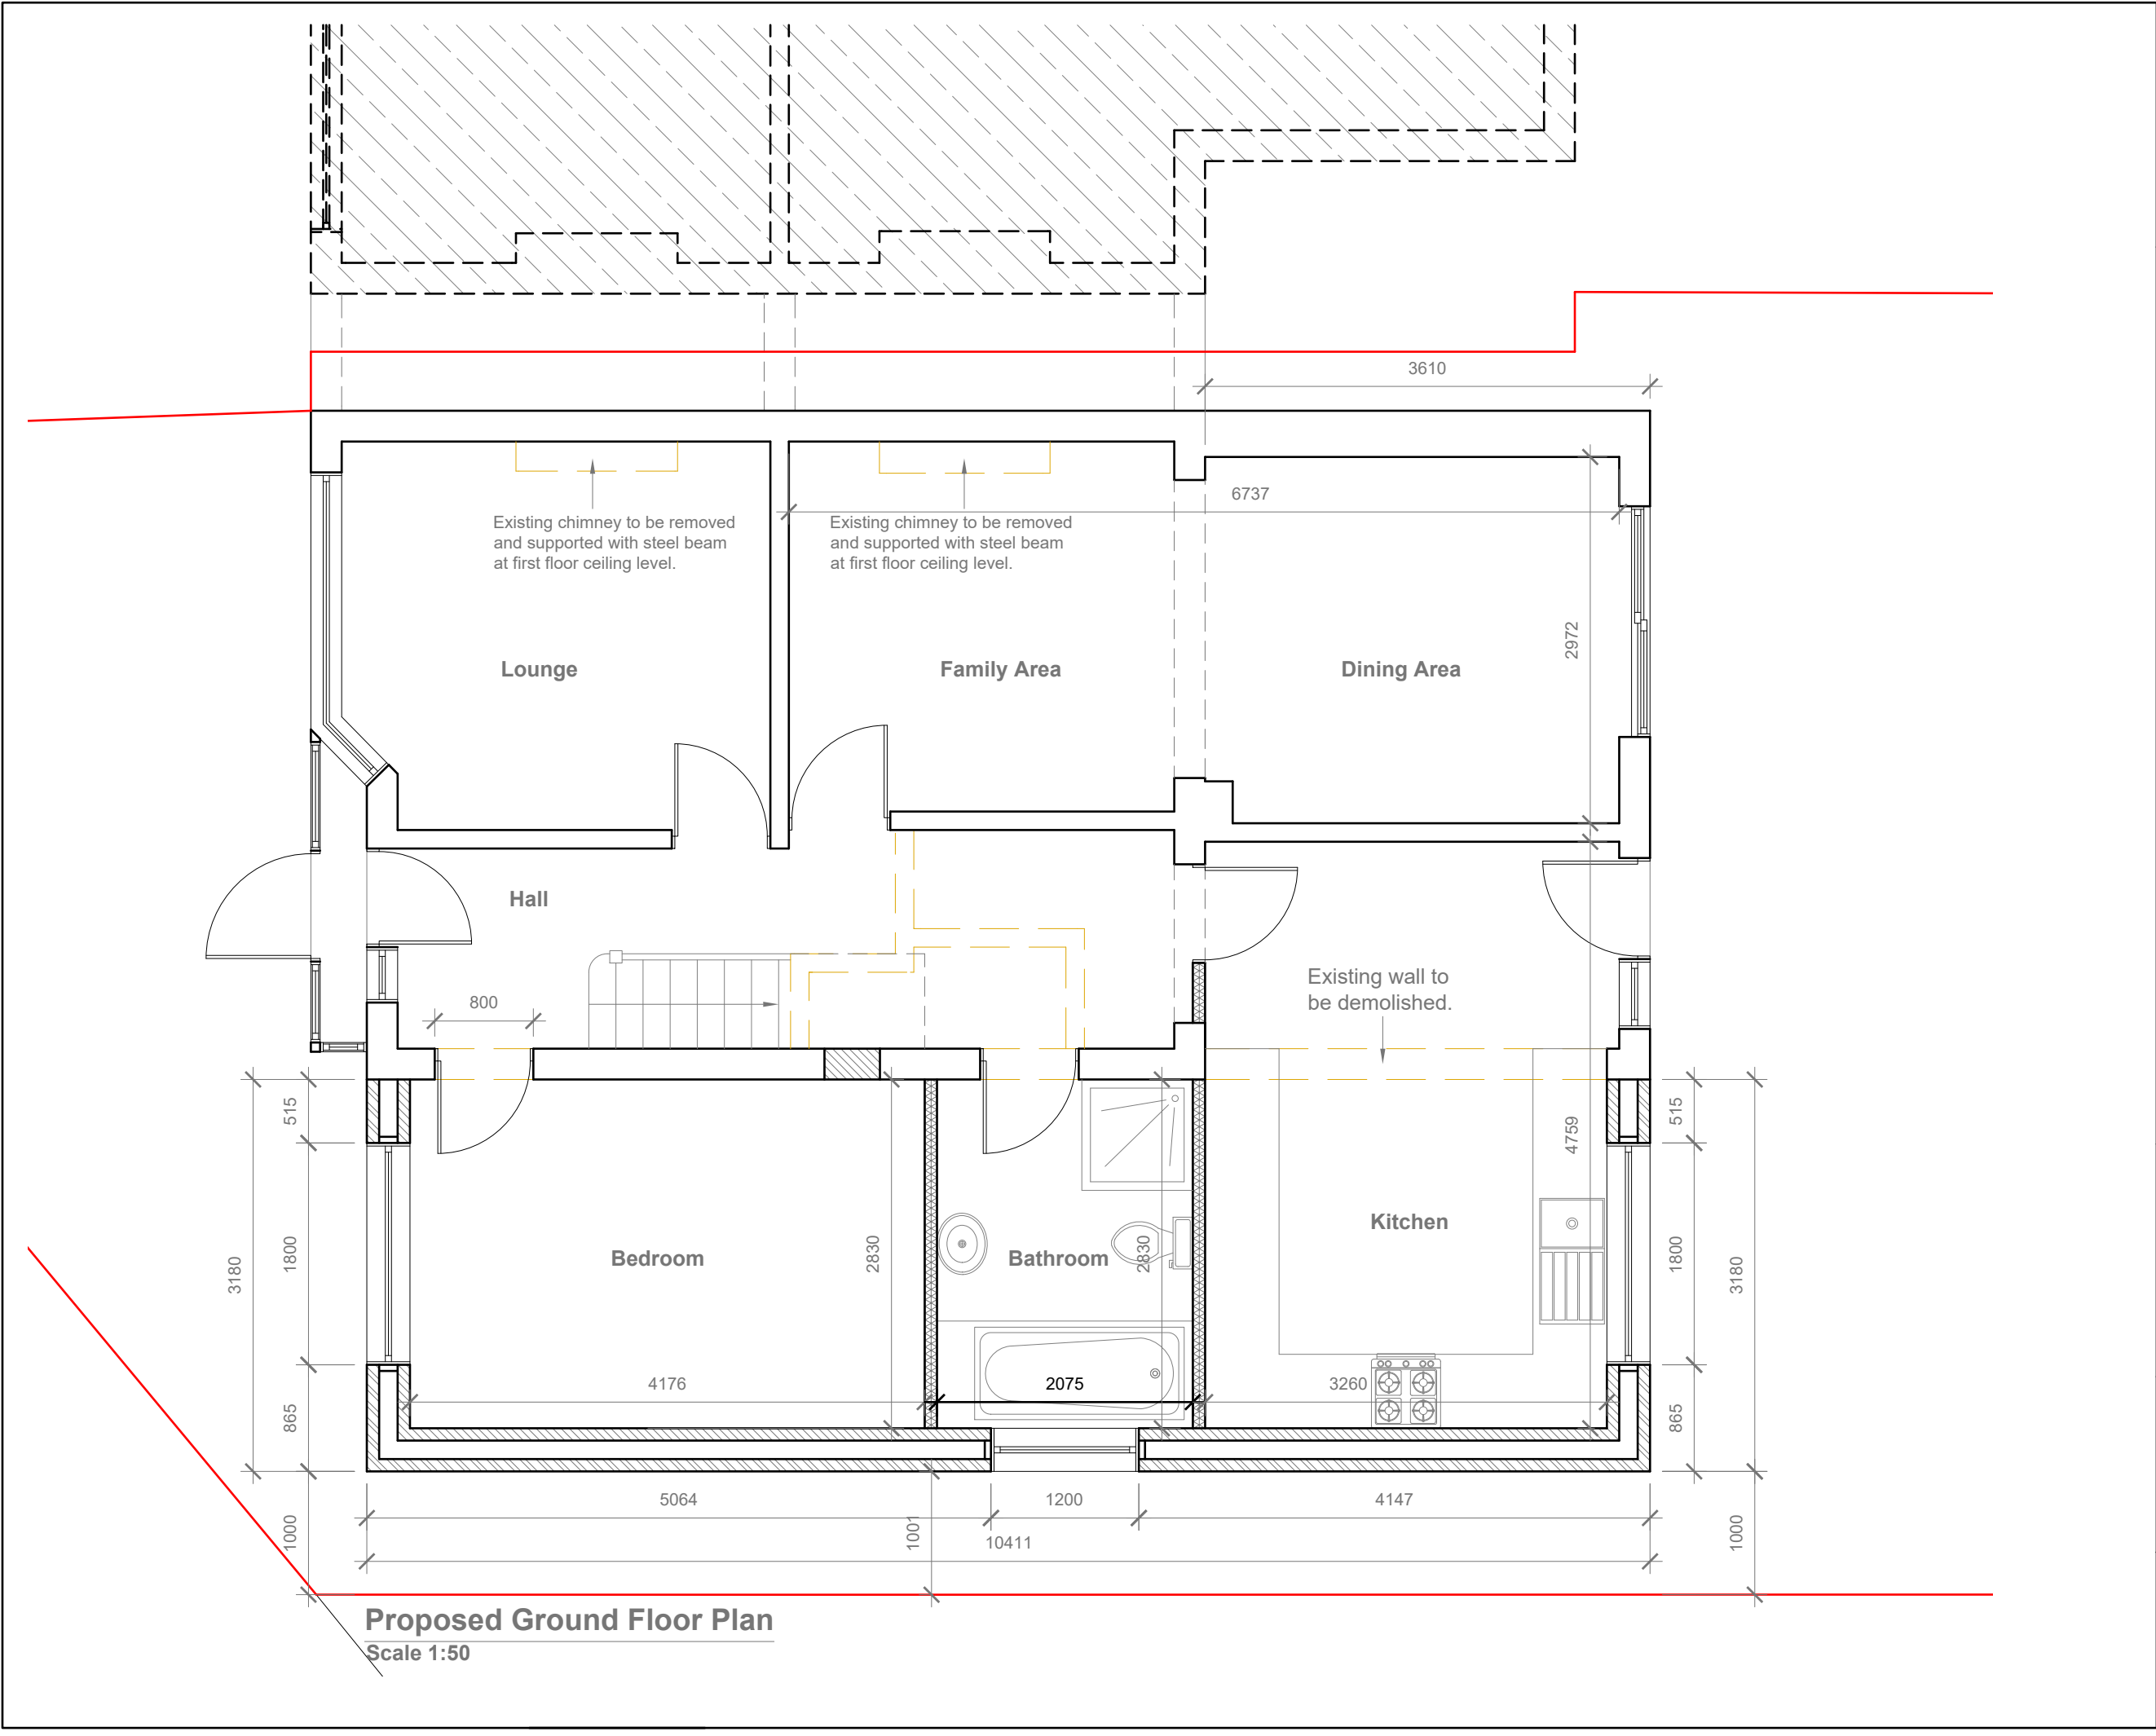 3610
6737
Existing chimney to be removed
and supported with steel beam
at first floor ceiling level.
Existing chimney to be removed
and supported with steel beam
at first floor ceiling level.
2972
Lounge
Family Area
Dining Area
Hall
Existing wall to
be demolished.
800
515
515
4759
1800
3180
2830
2830
1800
3180
Bedroom
Bathroom
Kitchen
4176
2075
3260
865
865
5064
1200
4147
1000
1001
10411
1000
Proposed Ground Floor Plan
Scale 1:50